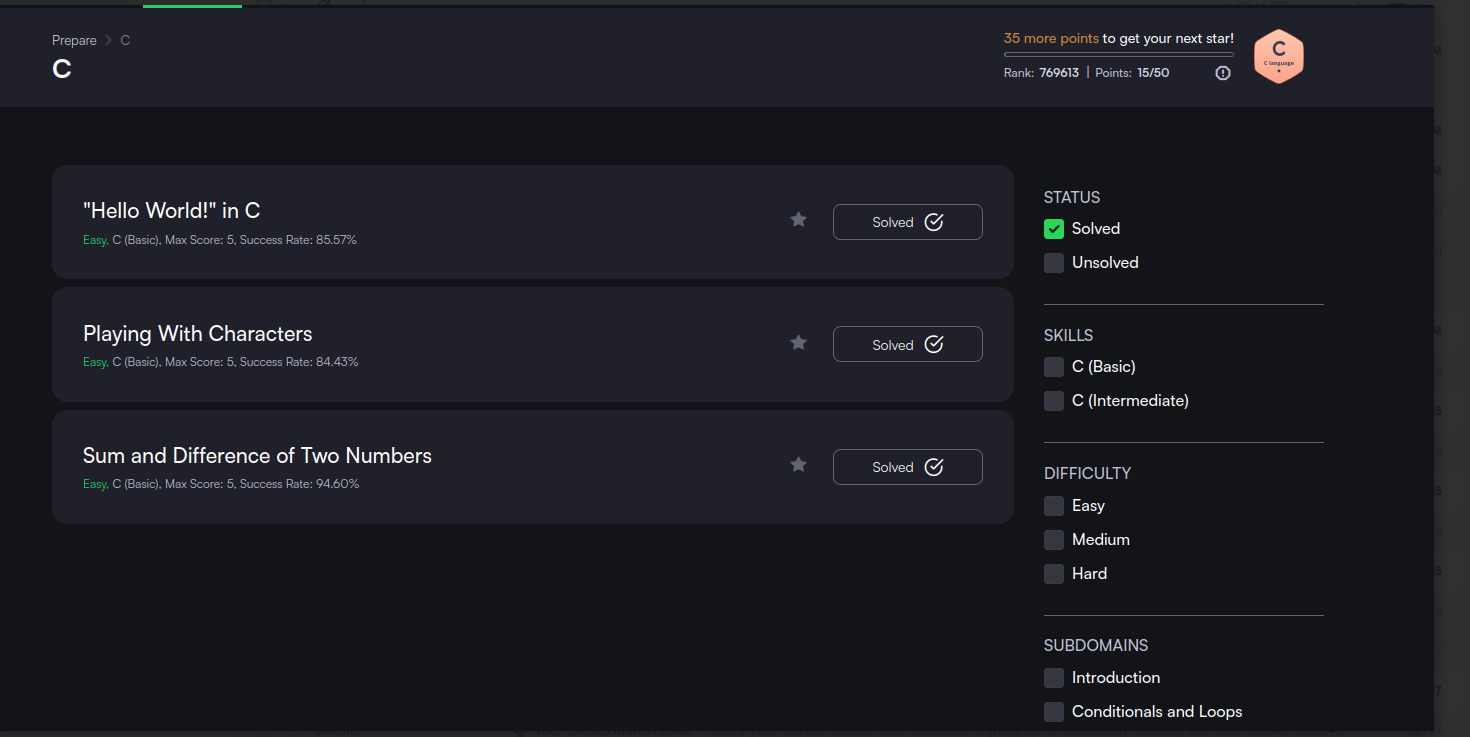 Prepare > C
C
35 more points to get your next star!
Rank: 769613 | Points: 15/50
C
C language
"Hello World!" in C
Easy, C (Basic), Max Score: 5, Success Rate: 85.57%
Solved
Playing With Characters
Easy, C (Basic), Max Score: 5, Success Rate: 84.43%
Solved
Sum and Difference of Two Numbers
Easy, C (Basic), Max Score: 5, Success Rate: 94.60%
Solved
STATUS
Solved
Unsolved
SKILLS
C (Basic)
C (Intermediate)
DIFFICULTY
Easy
Medium
Hard
SUBDOMAINS
Introduction
Conditionals and Loops